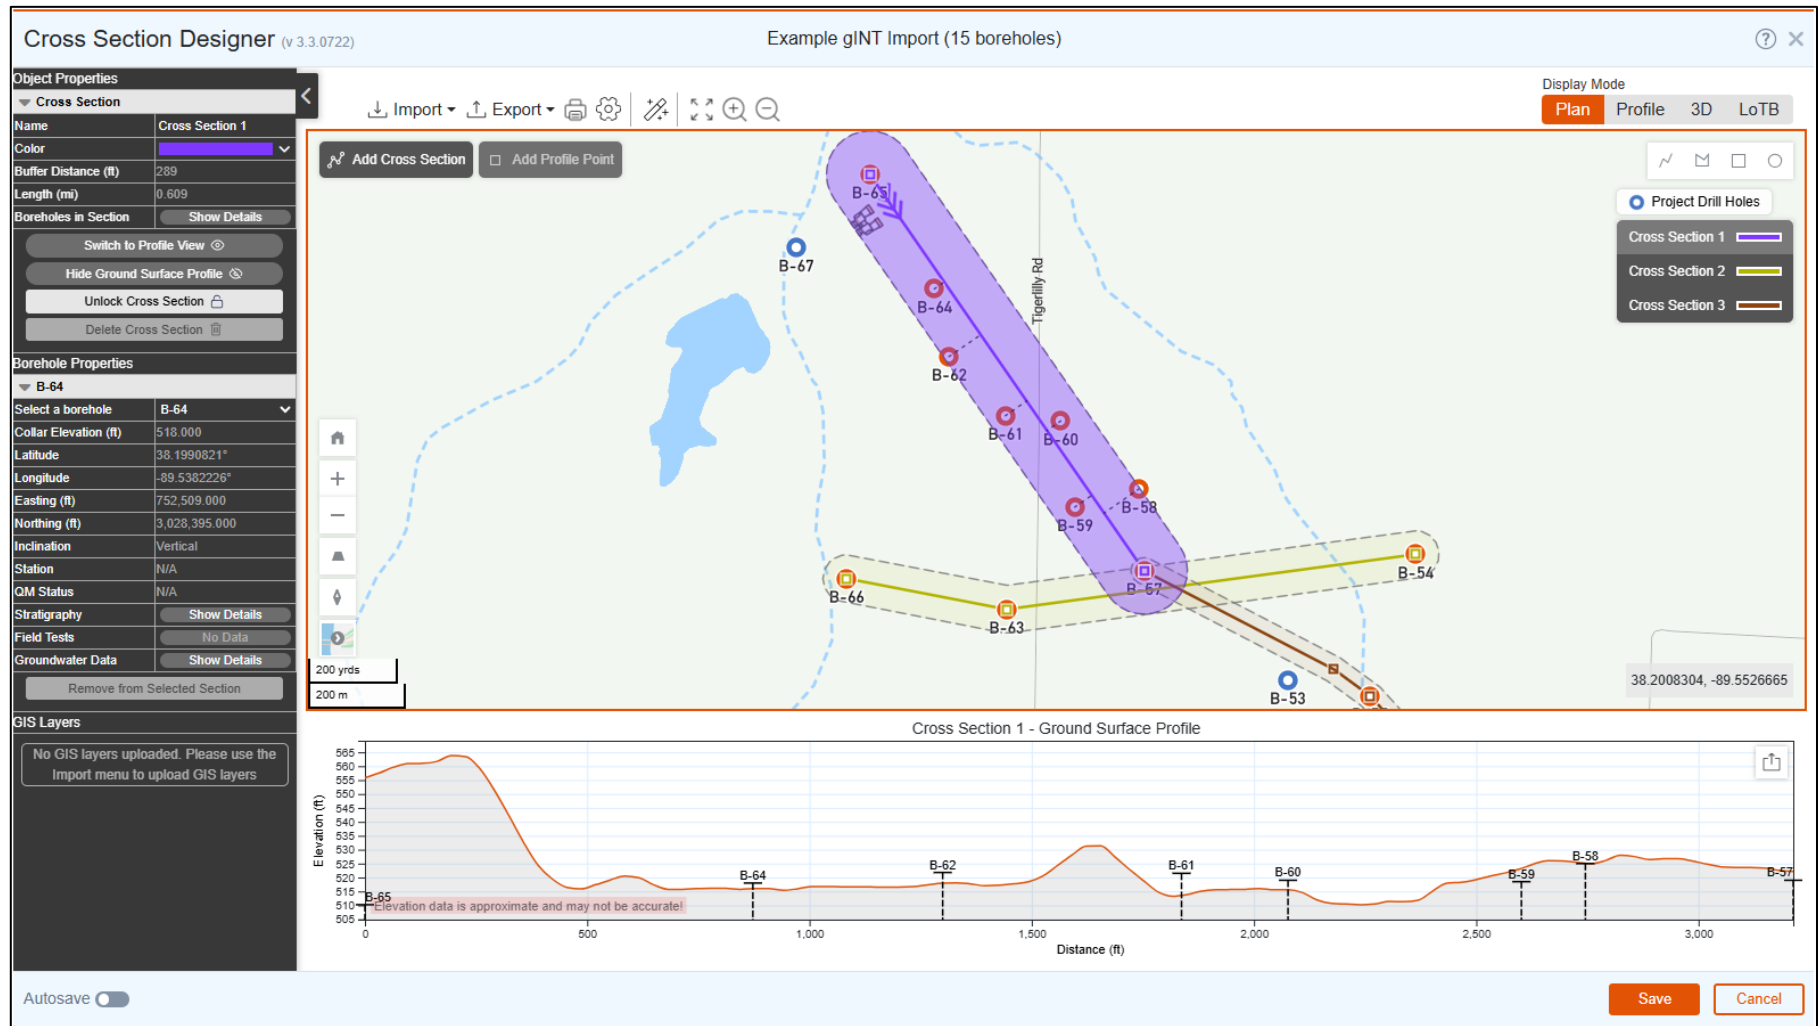 Cross Section Designer (v 3.3.0722)
Example gINT Import (15 boreholes)
Object Properties
Cross Section
Name Cross Section 1
Color
Buffer Distance (ft) 289
Length (mi) 0.609
Boreholes in Section Show Details
Switch to Profile View
Hide Ground Surface Profile
Unlock Cross Section
Delete Cross Section
Borehole Properties
B-64
Select a borehole B-64
Collar Elevation (ft) 518.000
Latitude 38.1990821°
Longitude -89.5382226°
Easting (ft) 752,509.000
Northing (ft) 3,028,395.000
Inclination Vertical
Station N/A
QM Status N/A
Stratigraphy Show Details
Field Tests No Data
Groundwater Data Show Details
Remove from Selected Section
GIS Layers
No GIS layers uploaded. Please use the
Import menu to upload GIS layers
Import Export
Display Mode
Plan Profile 3D LoTB
Add Cross Section Add Profile Point
Project Drill Holes
Cross Section 1
Cross Section 2
Cross Section 3
B-65
B-67
Tigerlilly Rd
B-64
B-62
B-61
B-60
B-58
B-59
B-57
B-54
B-66
B-63
B-53
200 yrds
200 m
38.2008304, -89.5526665
Cross Section 1 - Ground Surface Profile
Elevation (ft)
565
560
555
550
545
540
535
530
525
520
515
510
505
B-65
B-64
B-62
B-61
B-60
B-59
B-58
B-57
Elevation data is approximate and may not be accurate!
0 500 1,000 1,500 2,000 2,500 3,000
Distance (ft)
Autosave
Save Cancel